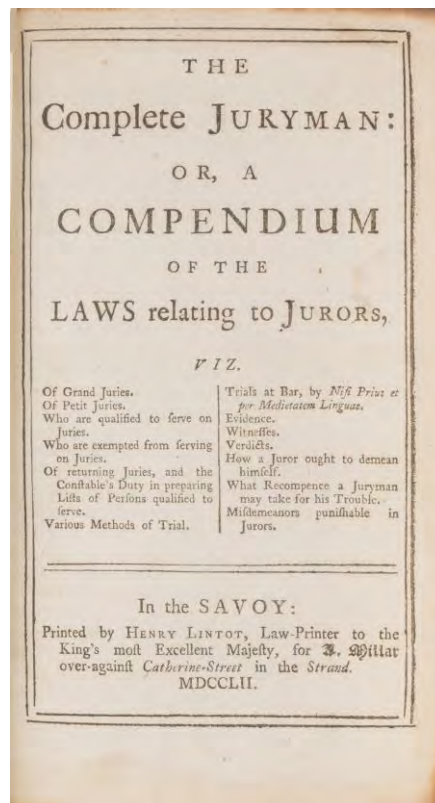 THE
Complete JURYMAN:
OR, A
COMPENDIUM
OF THE
LAWS relating to JURORS,
VIZ.
Of Grand Juries.
Of Petit Juries.
Who are qualified to ſerve on
Juries.
Who are exempted from ſerving
on Juries.
Of returning Juries, and the
Conſtable's Duty in preparing
Liſts of Perſons qualified to
ſerve.
Various Methods of Trial.
Trials at Bar, by Niſi Prius et
per Medietatem Linguae.
Evidence.
Witneſſes.
Verdicts.
How a Juror ought to demean
himſelf.
What Recompence a Juryman
may take for his Trouble.
Miſdemeanors puniſhable in
Jurors.
In the SAVOY:
Printed by HENRY LINTOT, Law-Printer to the
King's moſt Excellent Majeſty, for A. Millar
over-againſt Catherine-Street in the Strand.
MDCCLII.